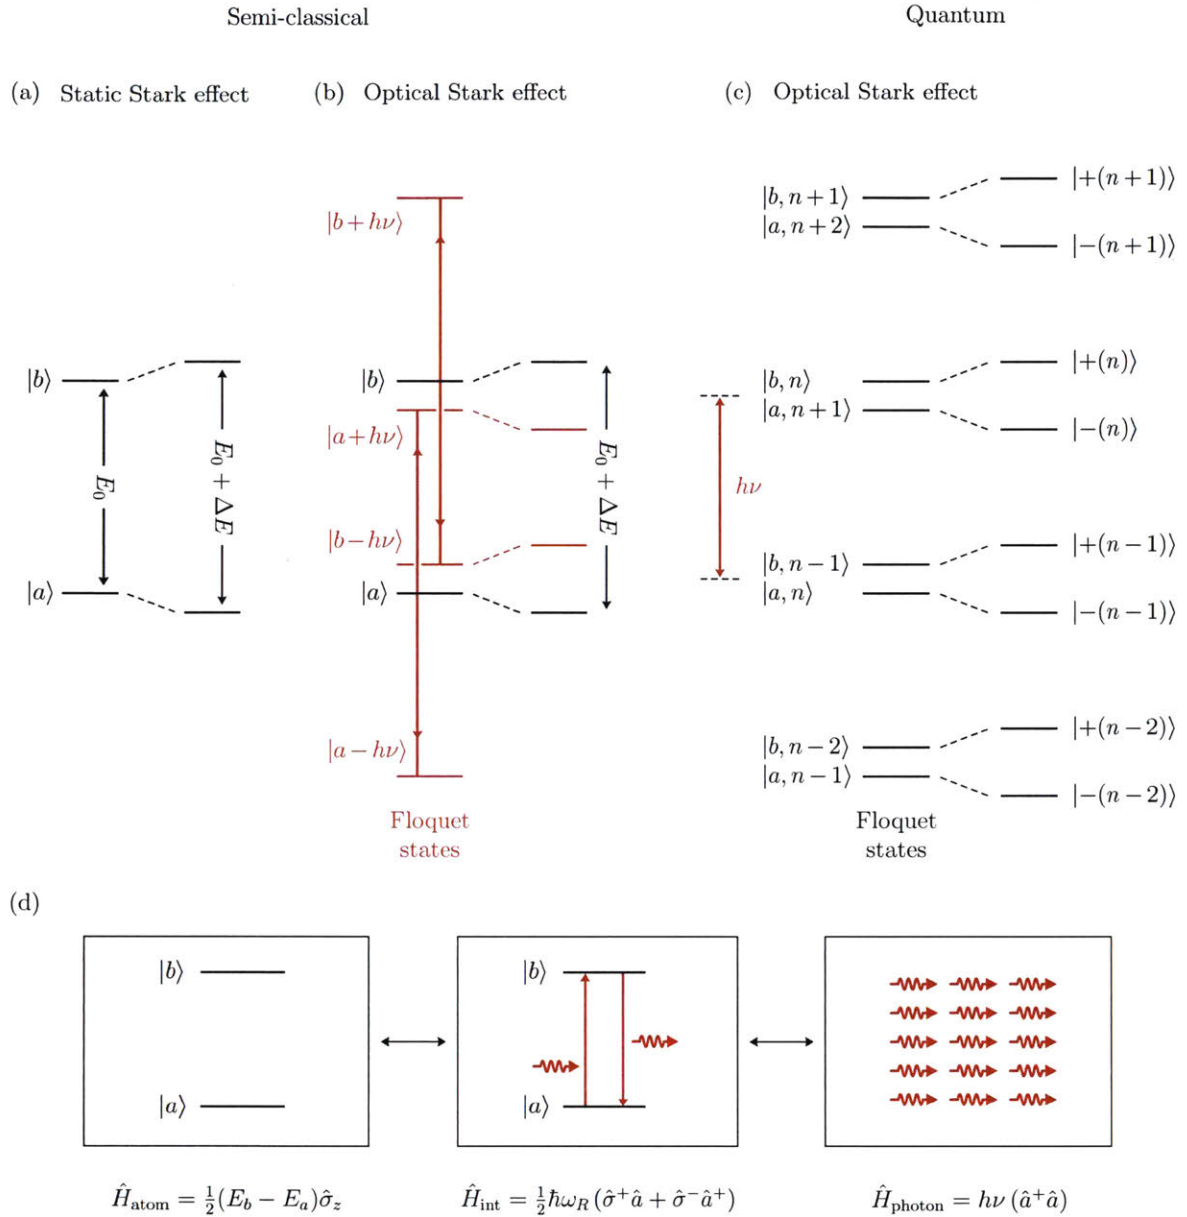 Semi-classical
Quantum
(a) Static Stark effect
(b) Optical Stark effect
(c) Optical Stark effect
|b⟩
|a⟩
E₀
E₀ + ΔE
|b + hν⟩
|b⟩
|a + hν⟩
|b − hν⟩
|a⟩
|a − hν⟩
E₀ + ΔE
Floquet
states
hν
|b, n + 1⟩
|a, n + 2⟩
|+(n + 1)⟩
|−(n + 1)⟩
|b, n⟩
|a, n + 1⟩
|+(n)⟩
|−(n)⟩
|b, n − 1⟩
|a, n⟩
|+(n − 1)⟩
|−(n − 1)⟩
|b, n − 2⟩
|a, n − 1⟩
|+(n − 2)⟩
|−(n − 2)⟩
Floquet
states
(d)
|b⟩
|a⟩
|b⟩
|a⟩
Ĥ_atom = ½(E_b − E_a)σ̂_z
Ĥ_int = ½ħω_R (σ̂⁺â + σ̂⁻â⁺)
Ĥ_photon = hν (â⁺â)